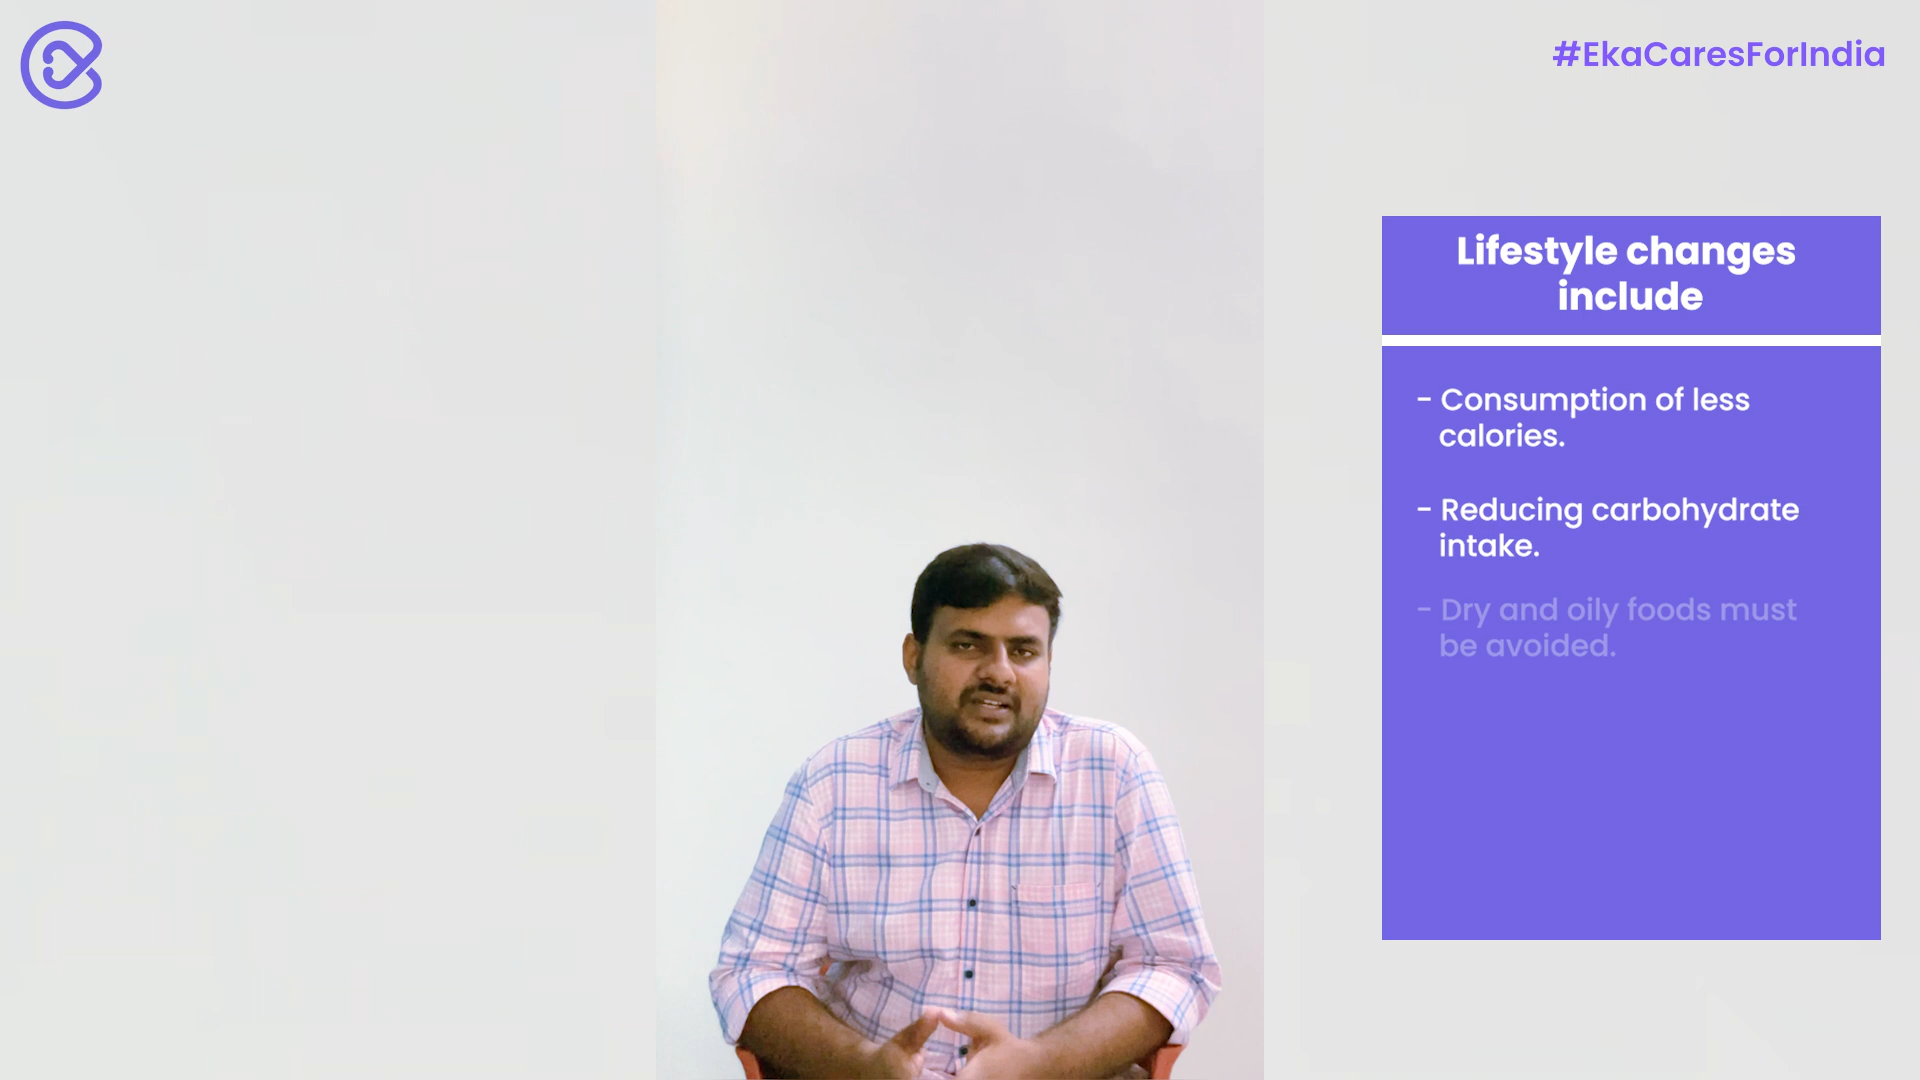 #EkaCaresForIndia
Lifestyle changes
include
- Consumption of less
calories.
- Reducing carbohydrate
intake.
- Dry and oily foods must
be avoided.